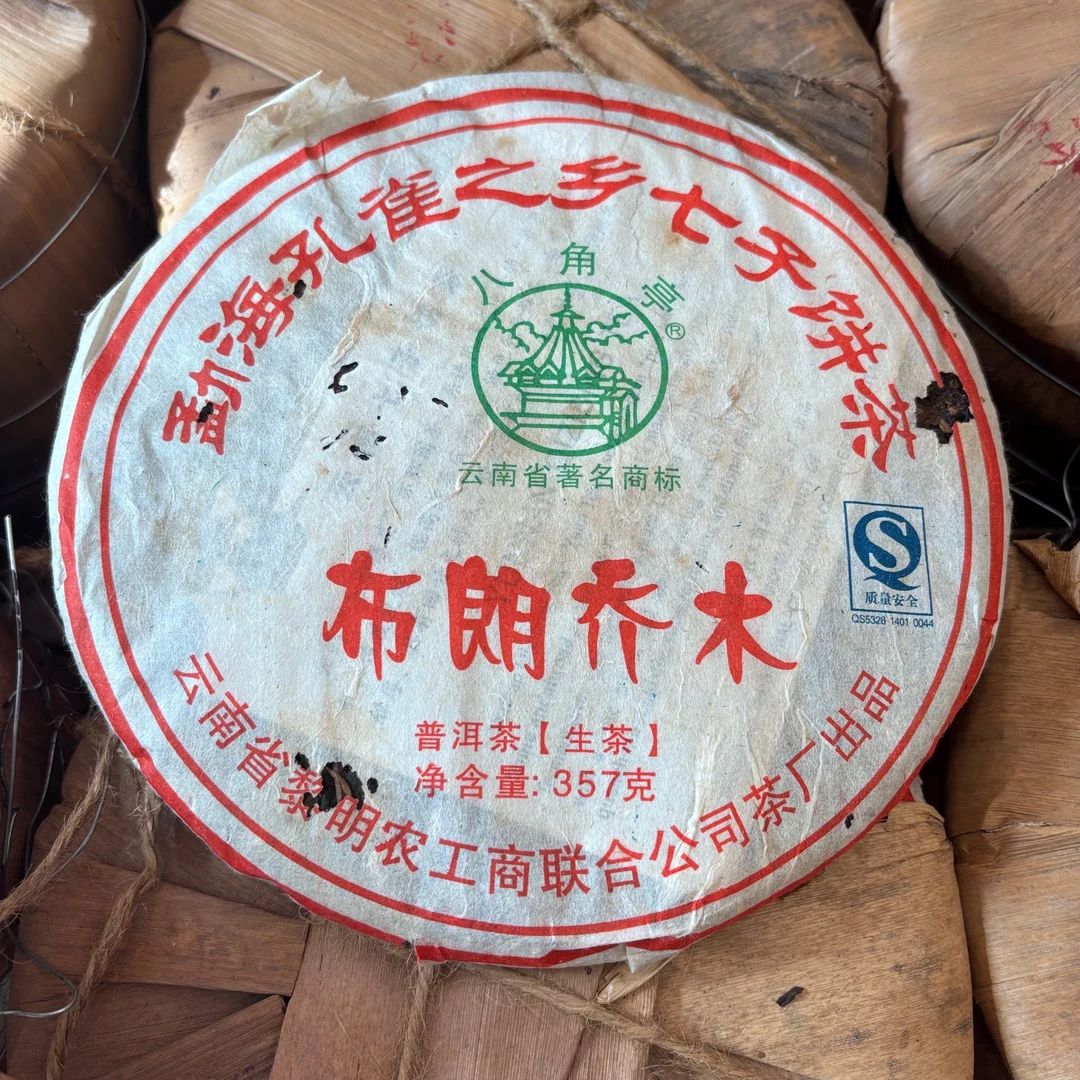 勐海孔雀之乡七子饼茶
八角亭®
云南省著名商标
S
质量安全
QS5328 1401 0044
布朗乔木
普洱茶【生茶】
净含量: 357克
云南省黎明农工商联合公司茶厂出品